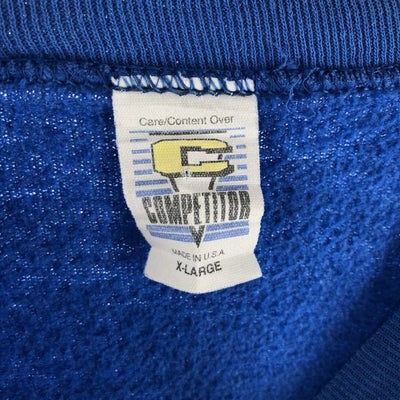 Care/Content Over
C
COMPETITOR
MADE IN U.S.A.
X-LARGE